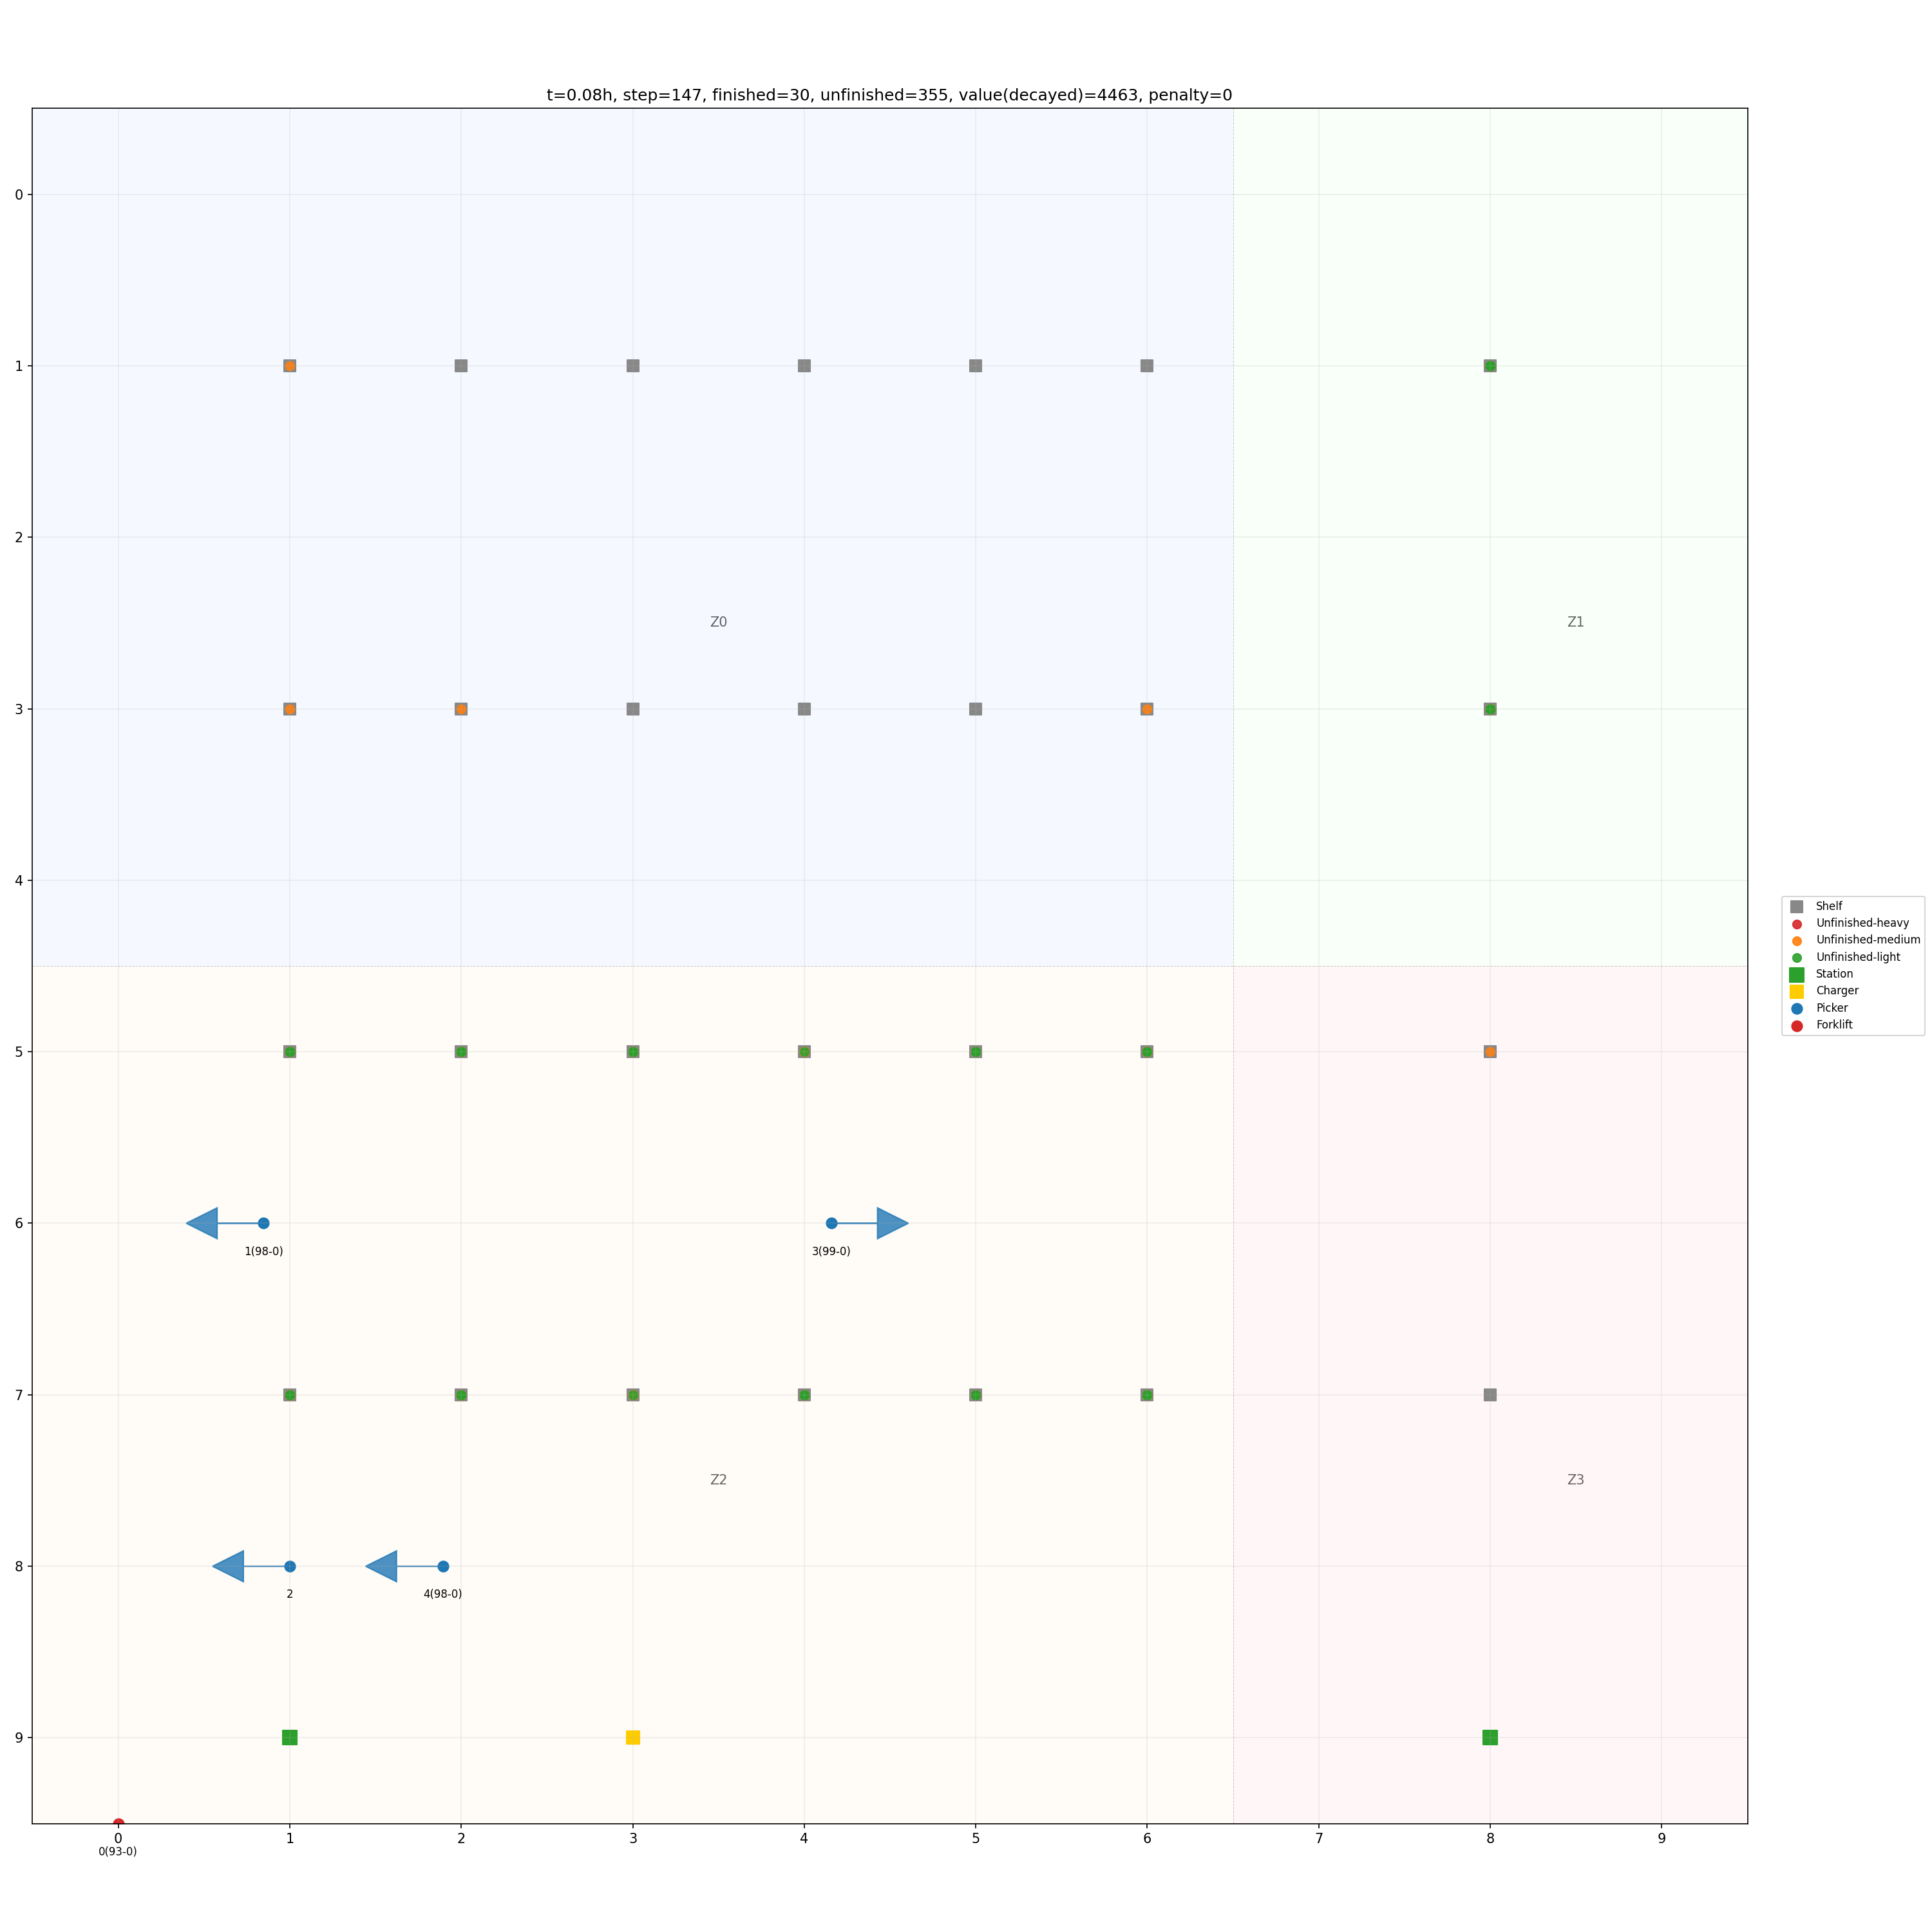 t=0.08h, step=147, finished=30, unfinished=355, value(decayed)=4463, penalty=0
0
1
2
Z0
Z1
3
4
Shelf
Unfinished-heavy
Unfinished-medium
Unfinished-light
Station
Charger
Picker
Forklift
5
6
1(98-0)
3(99-0)
7
Z2
Z3
8
2
4(98-0)
9
0 1 2 3 4 5 6 7 8 9
0(93-0)